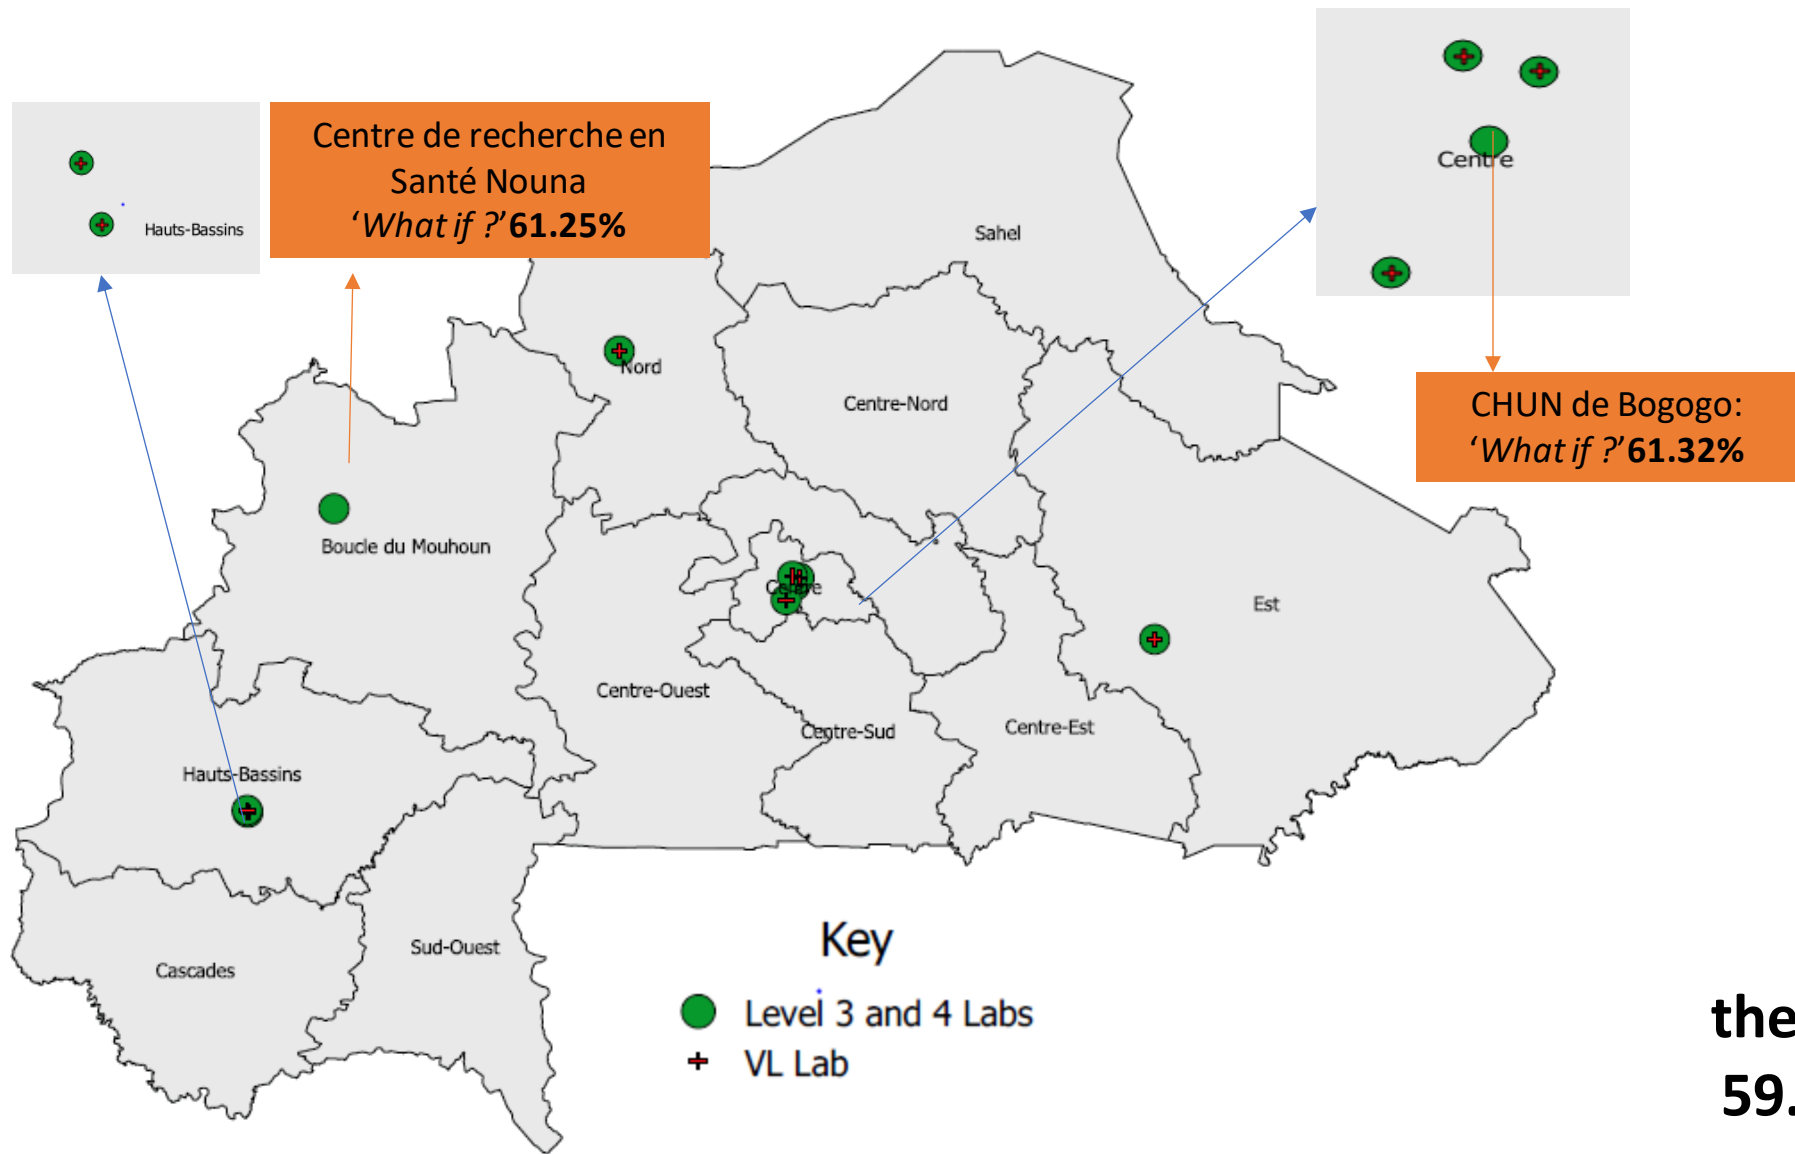 Centre de recherche en
Santé Nouna
‘What if ?’ 61.25%
Hauts-Bassins
Centre
CHUN de Bogogo:
‘What if ?’ 61.32%
Sahel
Nord
Centre-Nord
Boucle du Mouhoun
Centre
Est
Centre-Ouest
Centre-Sud
Centre-Est
Hauts-Bassins
Sud-Ouest
Cascades
Key
Level 3 and 4 Labs
VL Lab
the
59.